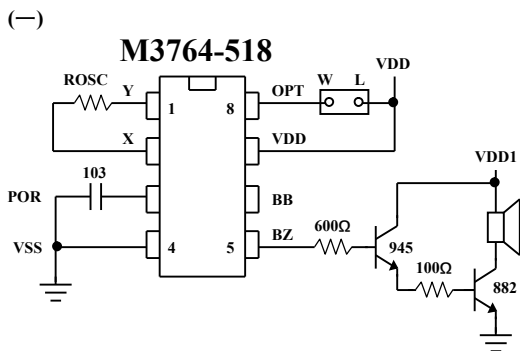 (一)
M3764-518
ROSC
Y
1
8
OPT
W
L
VDD
X
VDD
VDD1
103
POR
BB
VSS
4
5
BZ
600Ω
945
100Ω
882